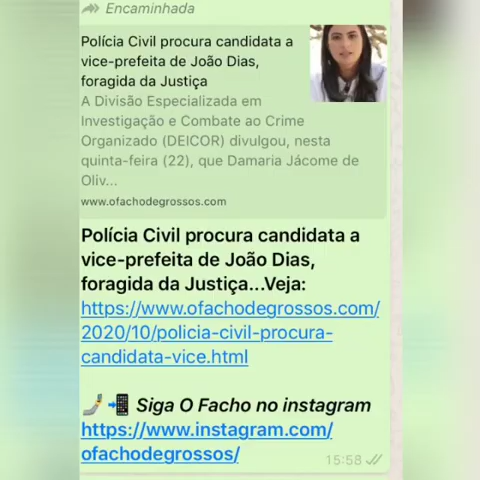 Encaminhada
Polícia Civil procura candidata a
vice-prefeita de João Dias,
foragida da Justiça
A Divisão Especializada em
Investigação e Combate ao Crime
Organizado (DEICOR) divulgou, nesta
quinta-feira (22), que Damaria Jácome de
Oliv...
www.ofachodegrossos.com
Polícia Civil procura candidata a
vice-prefeita de João Dias,
foragida da Justiça...Veja:
https://www.ofachodegrossos.com/
2020/10/policia-civil-procura-
candidata-vice.html
🤳📲 Siga O Facho no instagram
https://www.instagram.com/
ofachodegrossos/
15:58